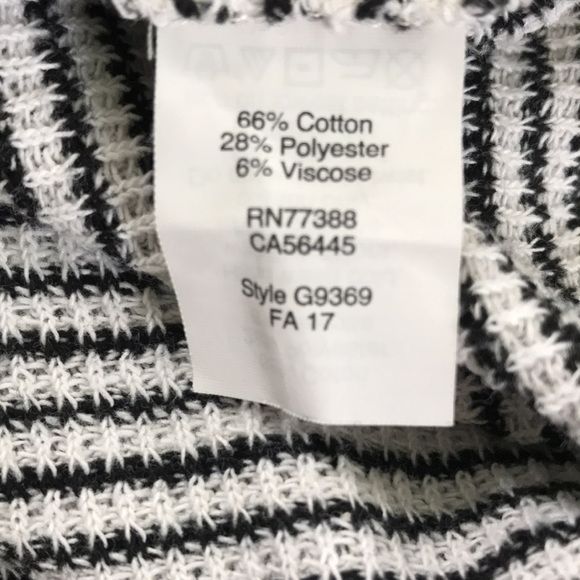 66% Cotton
28% Polyester
6% Viscose
RN77388
CA56445
Style G9369
FA 17